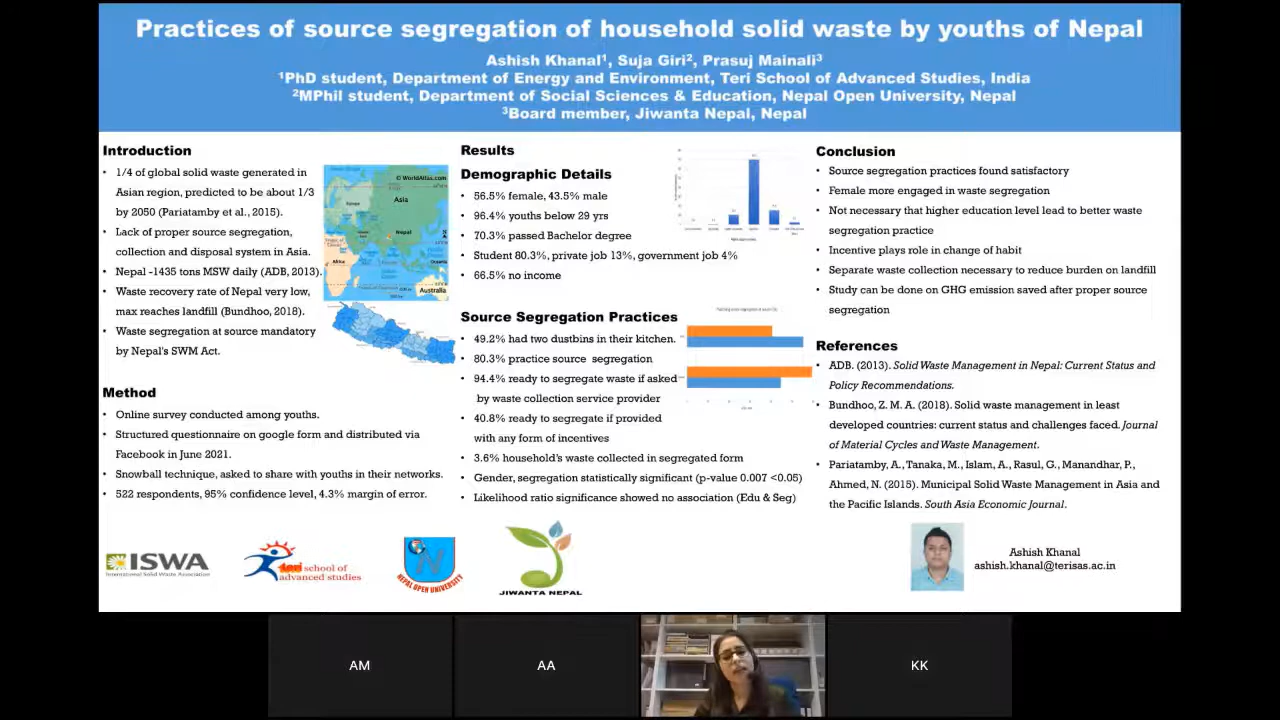 Practices of source segregation of household solid waste by youths of Nepal
Ashish Khanal¹, Suja Giri², Prasuj Mainali³
¹PhD student, Department of Energy and Environment, Teri School of Advanced Studies, India
²MPhil student, Department of Social Sciences & Education, Nepal Open University, Nepal
³Board member, Jiwanta Nepal, Nepal
Introduction
• 1/4 of global solid waste generated in
Asian region, predicted to be about 1/3
by 2050 (Pariatamby et al., 2015).
• Lack of proper source segregation,
collection and disposal system in Asia.
• Nepal -1435 tons MSW daily (ADB, 2013).
• Waste recovery rate of Nepal very low,
max reaches landfill (Bundhoo, 2018).
• Waste segregation at source mandatory
by Nepal's SWM Act.
© WorldAtlas.com
Europe
Asia
Nepal
Africa
Indian
Ocean
Australia
Method
• Online survey conducted among youths.
• Structured questionnaire on google form and distributed via
Facebook in June 2021.
• Snowball technique, asked to share with youths in their networks.
• 522 respondents, 95% confidence level, 4.3% margin of error.
Results
Demographic Details
• 56.5% female, 43.5% male
• 96.4% youths below 29 yrs
• 70.3% passed Bachelor degree
• Student 80.3%, private job 13%, government job 4%
• 66.5% no income
Source Segregation Practices
• 49.2% had two dustbins in their kitchen.
• 80.3% practice source segregation
• 94.4% ready to segregate waste if asked
by waste collection service provider
• 40.8% ready to segregate if provided
with any form of incentives
• 3.6% household's waste collected in segregated form
• Gender, segregation statistically significant (p-value 0.007 <0.05)
• Likelihood ratio significance showed no association (Edu & Seg)
Conclusion
• Source segregation practices found satisfactory
• Female more engaged in waste segregation
• Not necessary that higher education level lead to better waste
segregation practice
• Incentive plays role in change of habit
• Separate waste collection necessary to reduce burden on landfill
• Study can be done on GHG emission saved after proper source
segregation
References
• ADB. (2013). Solid Waste Management in Nepal: Current Status and
Policy Recommendations.
• Bundhoo, Z. M. A. (2018). Solid waste management in least
developed countries: current status and challenges faced. Journal
of Material Cycles and Waste Management.
• Pariatamby, A., Tanaka, M., Islam, A., Rasul, G., Manandhar, P.,
Ahmed, N. (2015). Municipal Solid Waste Management in Asia and
the Pacific Islands. South Asia Economic Journal.
ISWA
International Solid Waste Association
teri school of
advanced studies
NEPAL OPEN UNIVERSITY
JIWANTA NEPAL
Ashish Khanal
ashish.khanal@terisas.ac.in
AM
AA
KK